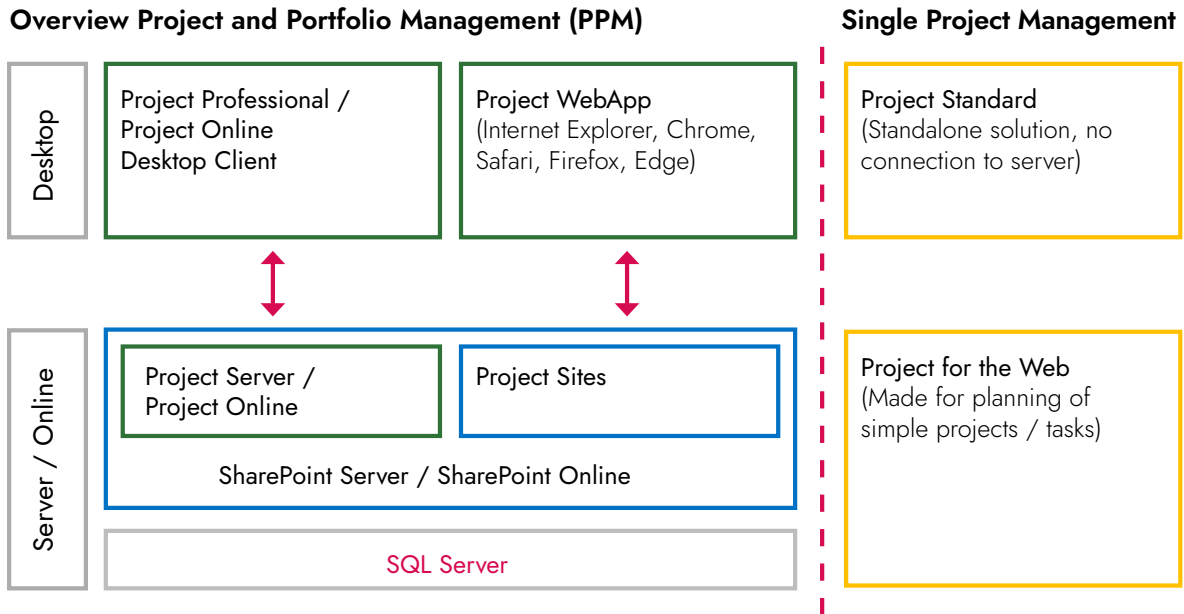 Overview Project and Portfolio Management (PPM)
Single Project Management
Desktop
Project Professional /
Project Online
Desktop Client
Project WebApp
(Internet Explorer, Chrome,
Safari, Firefox, Edge)
Project Standard
(Standalone solution, no
connection to server)
Server / Online
Project Server /
Project Online
Project Sites
SharePoint Server / SharePoint Online
SQL Server
Project for the Web
(Made for planning of
simple projects / tasks)